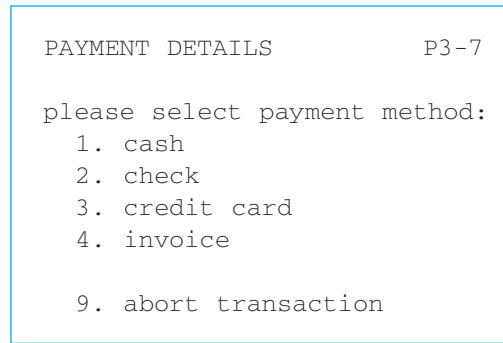 PAYMENT DETAILS P3-7
please select payment method:
1. cash
2. check
3. credit card
4. invoice
9. abort transaction